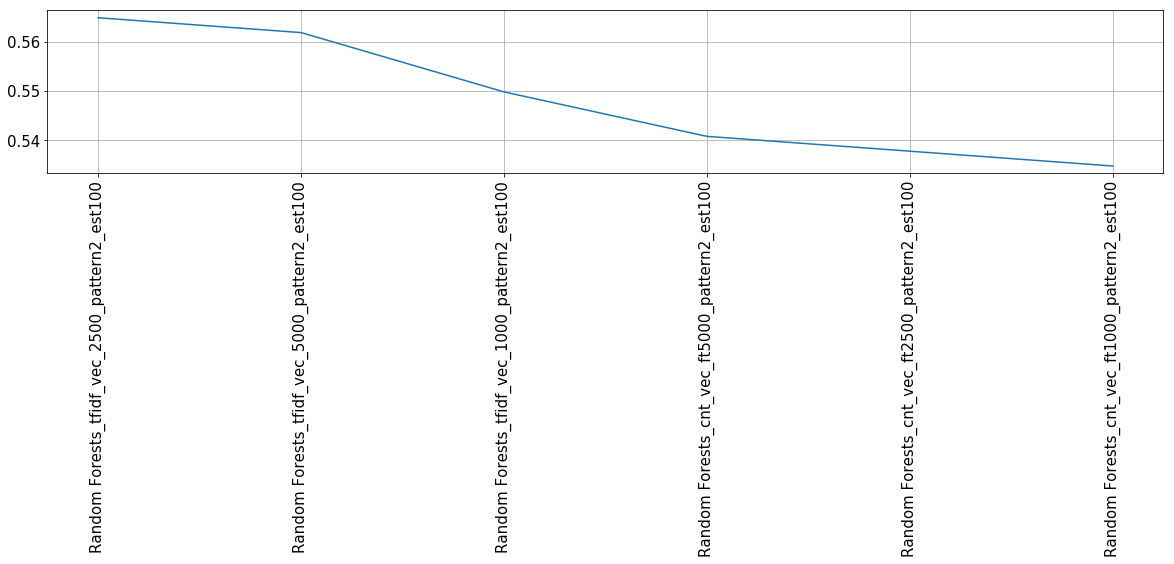 0.56
0.55
0.54
Random Forests_tfidf_vec_2500_pattern2_est100
Random Forests_tfidf_vec_5000_pattern2_est100
Random Forests_tfidf_vec_1000_pattern2_est100
Random Forests_cnt_vec_ft5000_pattern2_est100
Random Forests_cnt_vec_ft2500_pattern2_est100
Random Forests_cnt_vec_ft1000_pattern2_est100